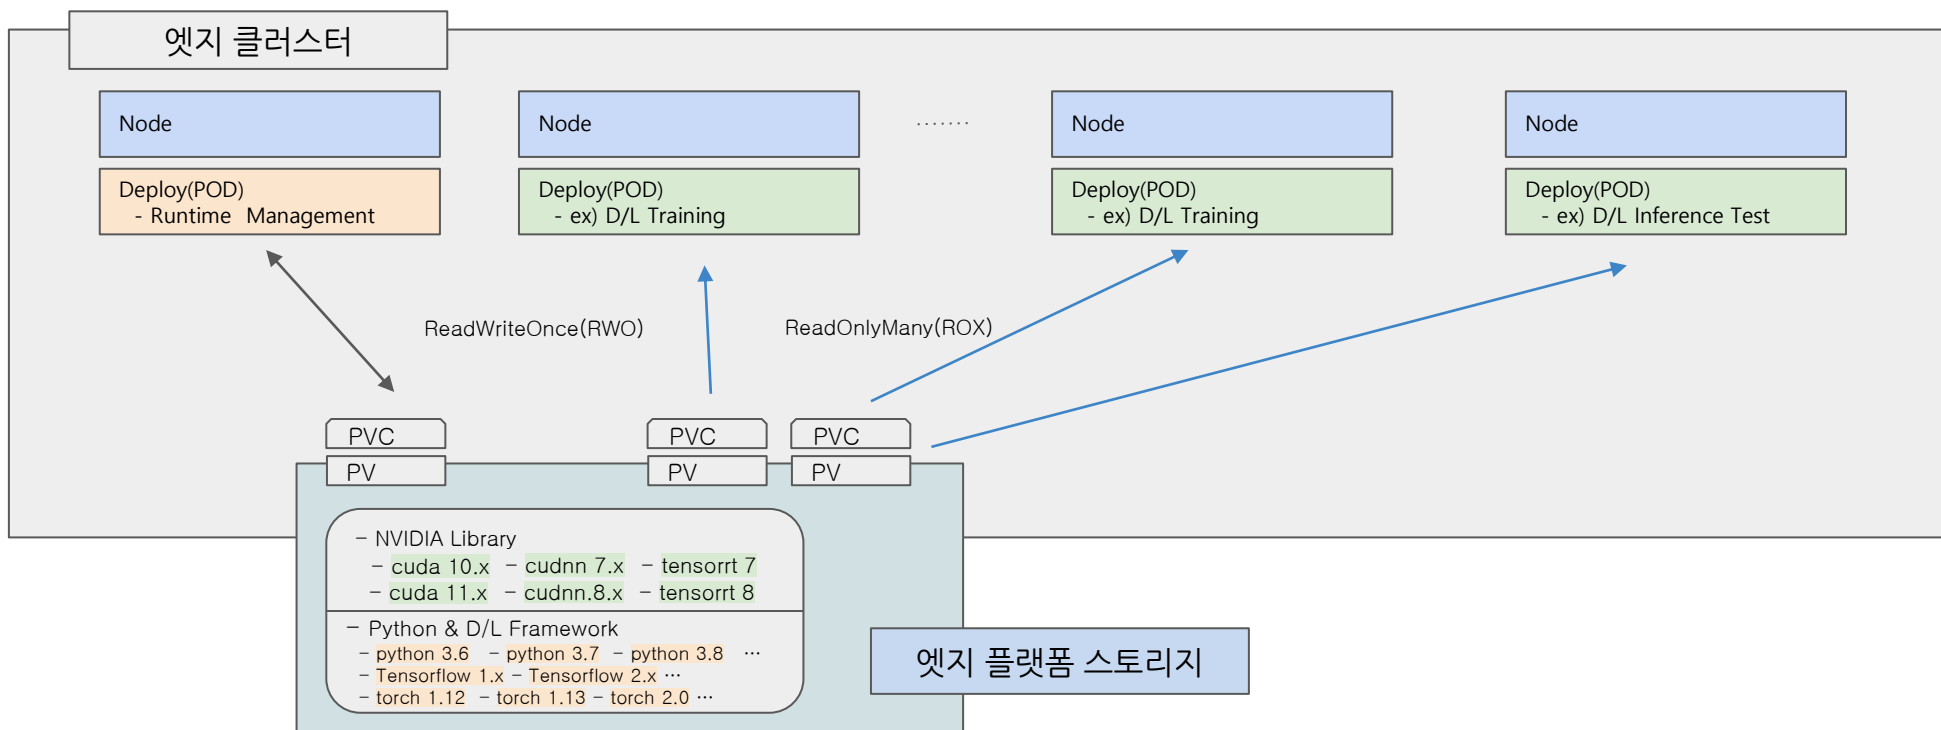 엣지 클러스터
Node
Node
·······
Node
Node
Deploy(POD)
- Runtime Management
Deploy(POD)
- ex) D/L Training
Deploy(POD)
- ex) D/L Training
Deploy(POD)
- ex) D/L Inference Test
ReadWriteOnce(RWO)
ReadOnlyMany(ROX)
PVC
PVC
PVC
PV
PV
PV
- NVIDIA Library
- cuda 10.x - cudnn 7.x - tensorrt 7
- cuda 11.x - cudnn.8.x - tensorrt 8
- Python & D/L Framework
- python 3.6 - python 3.7 - python 3.8 ...
- Tensorflow 1.x - Tensorflow 2.x ...
- torch 1.12 - torch 1.13 - torch 2.0 ...
엣지 플랫폼 스토리지